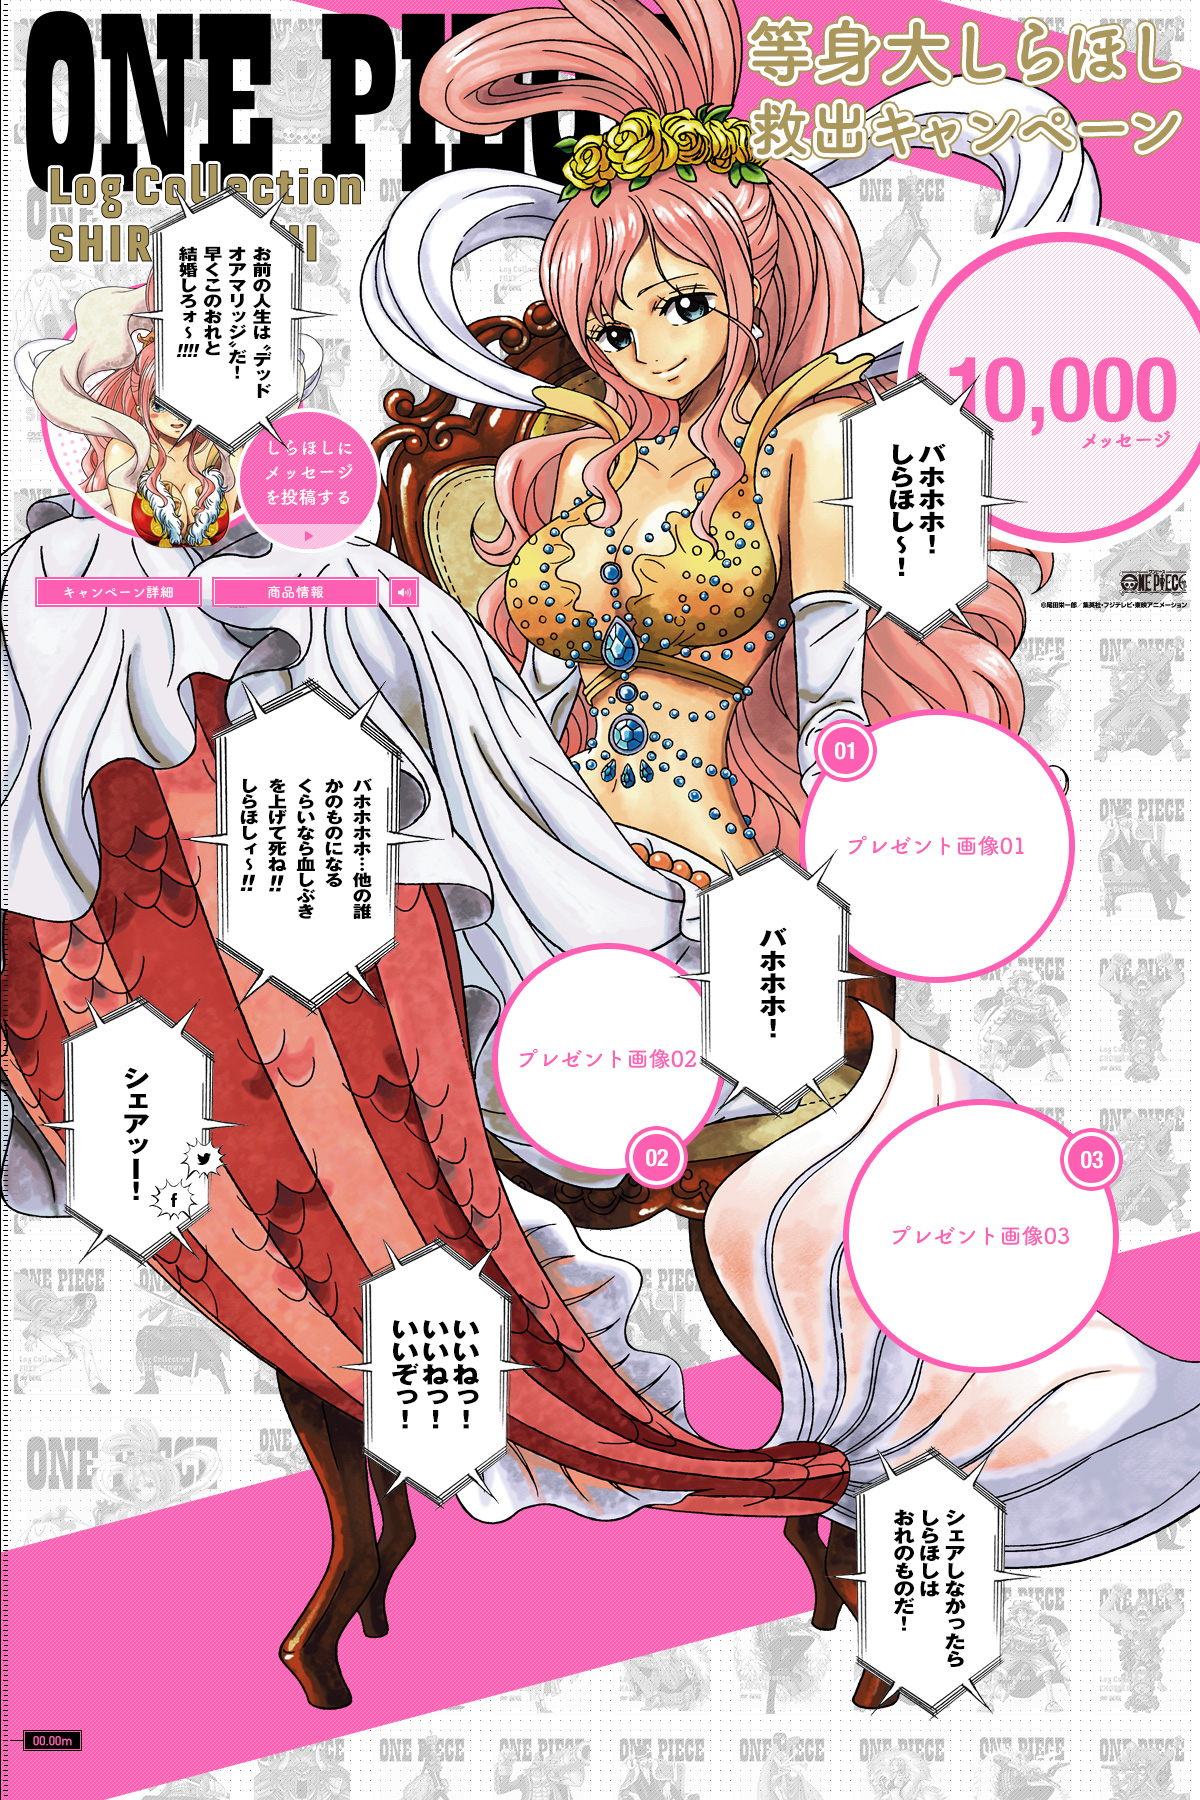 ONE PIECE
Log Collection
等身大しらほし
救出キャンペーン
お前の人生は“デッド
オアマリッジ”だ!
早くこのおれと
結婚しろォ〜!!!!
10,000
メッセージ
しらほしに
メッセージ
を投稿する
バホホホ!
しらほし〜!
キャンペーン詳細
商品情報
ONE PIECE
©尾田栄一郎／集英社・フジテレビ・東映アニメーション
01
プレゼント画像01
バホホホホ…他の誰
かのものになる
くらいなら血しぶき
を上げて死ね!!
しらほしィ〜!!
バホホホ!
プレゼント画像02
02
シェアッー!
f
03
プレゼント画像03
いいねっ!
いいねっ!
いいぞっ!
シェアしなかったら
しらほしは
おれのものだ!
00.00m